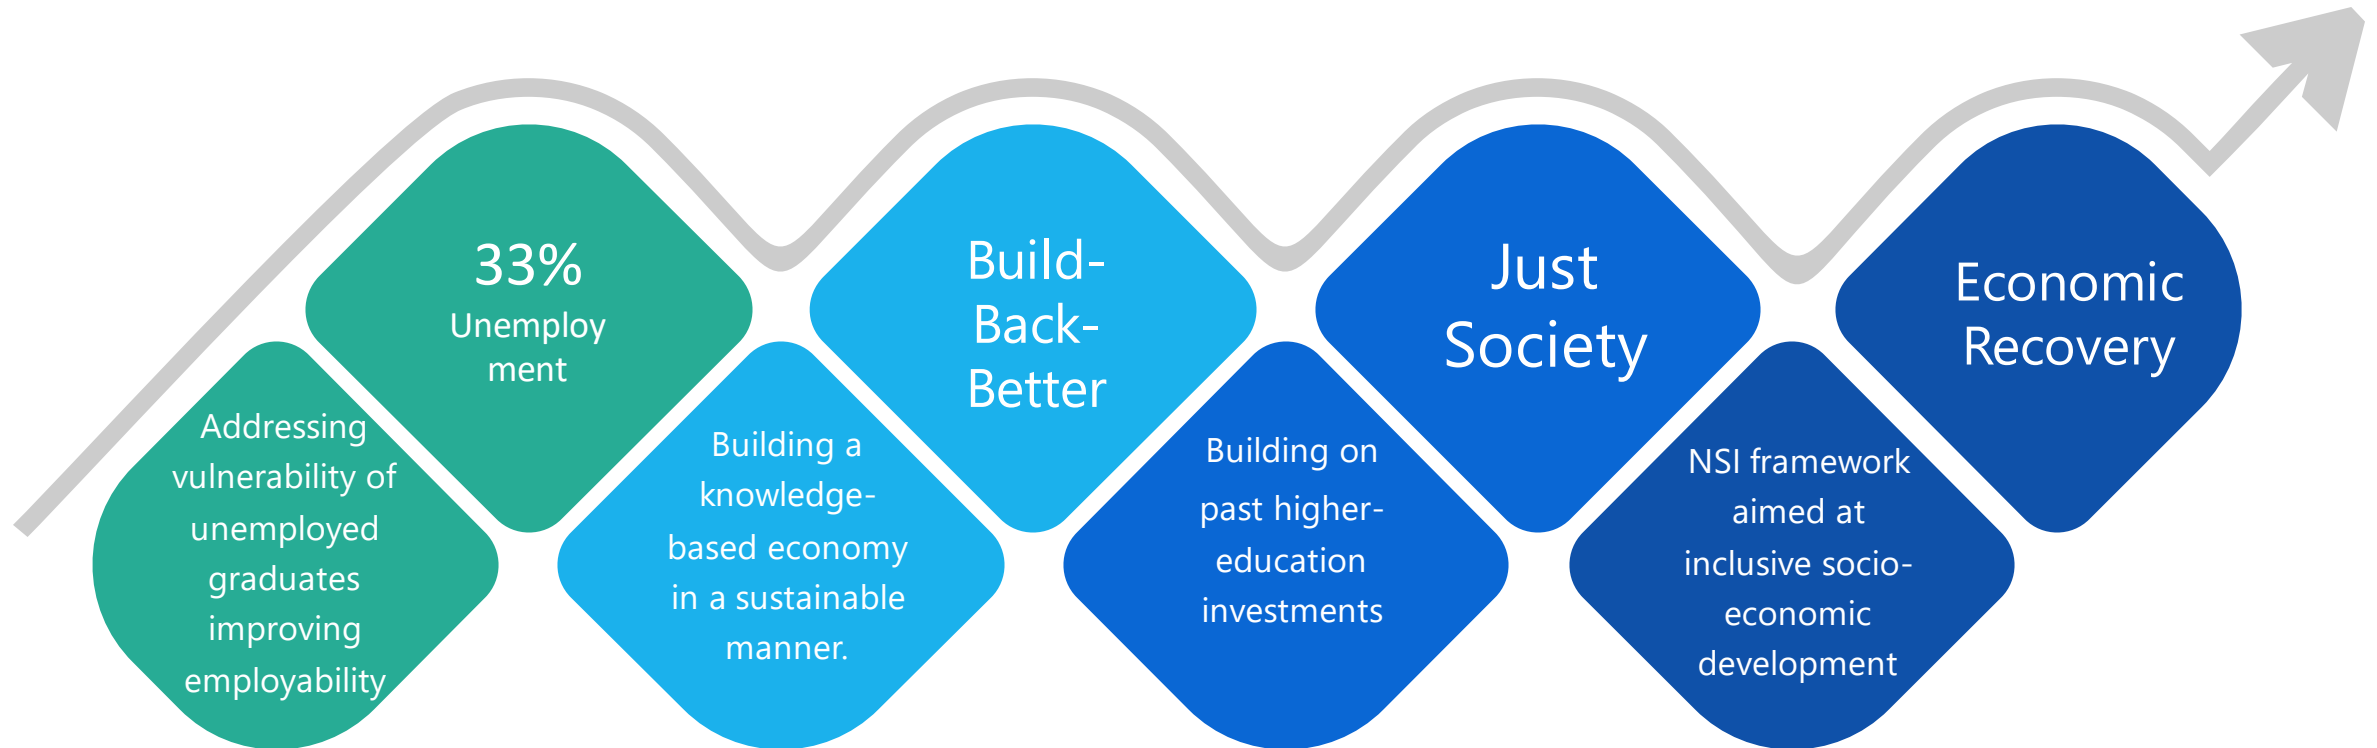 33%
Unemploy
ment
Addressing
vulnerability of
unemployed
graduates
improving
employability
Build-
Back-
Better
Building a
knowledge-
based economy
in a sustainable
manner.
Just
Society
Building on
past higher-
education
investments
Economic
Recovery
NSI framework
aimed at
inclusive socio-
economic
development